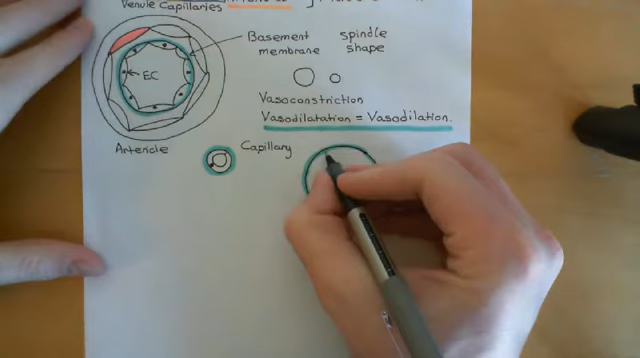 Venule Capillaries
Basement membrane
spindle shape
EC
Vasoconstriction
Vasodilatation = Vasodilation.
Arteriole
Capillary